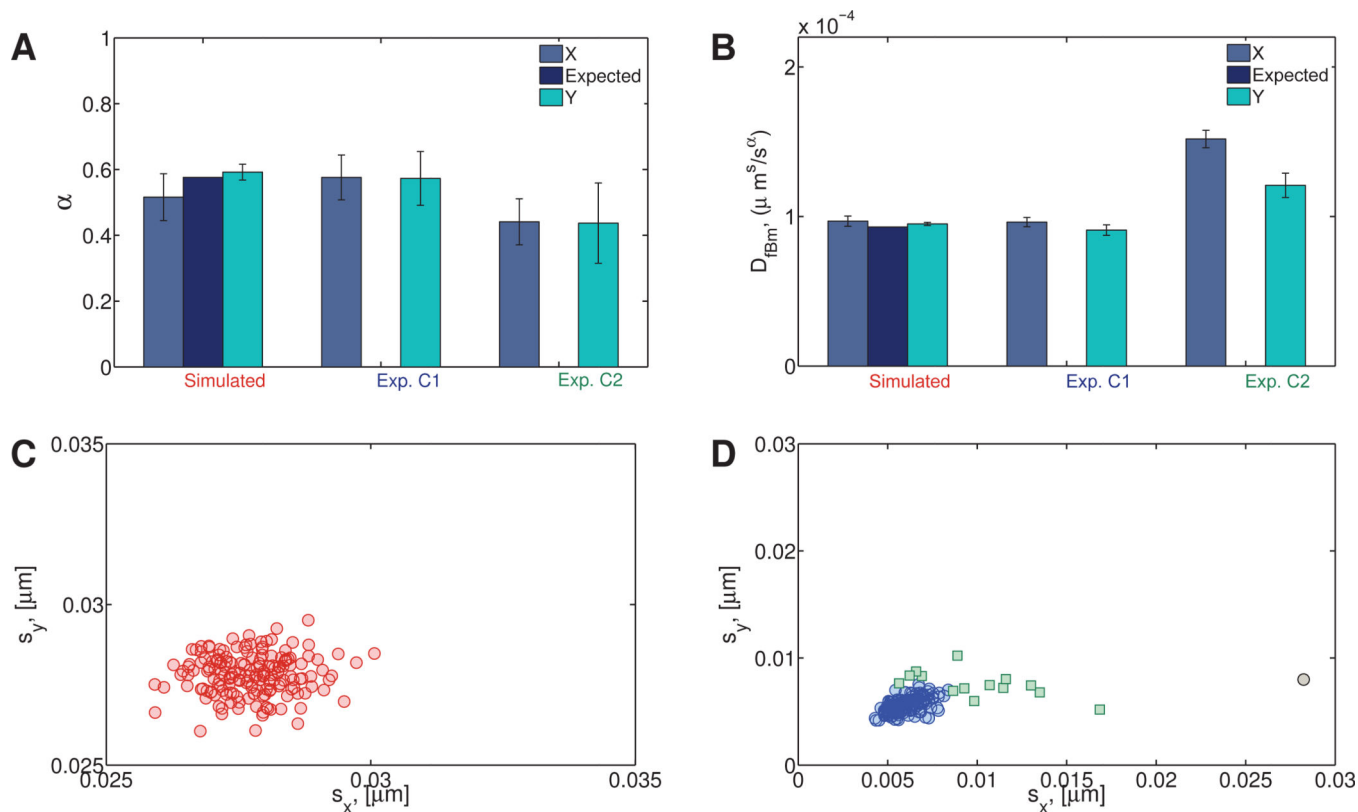 A
1
0.8
0.6
0.4
0.2
0
α
X
Expected
Y
Simulated
Exp. C1
Exp. C2
B
x 10⁻⁴
2
1
0
D_fBm, (μ m^s/s^α)
X
Expected
Y
Simulated
Exp. C1
Exp. C2
C
0.035
0.03
0.025
s_y, [μm]
0.025
0.03
0.035
s_x, [μm]
D
0.03
0.02
0.01
0
s_y, [μm]
0
0.005
0.01
0.015
0.02
0.025
0.03
s_x, [μm]